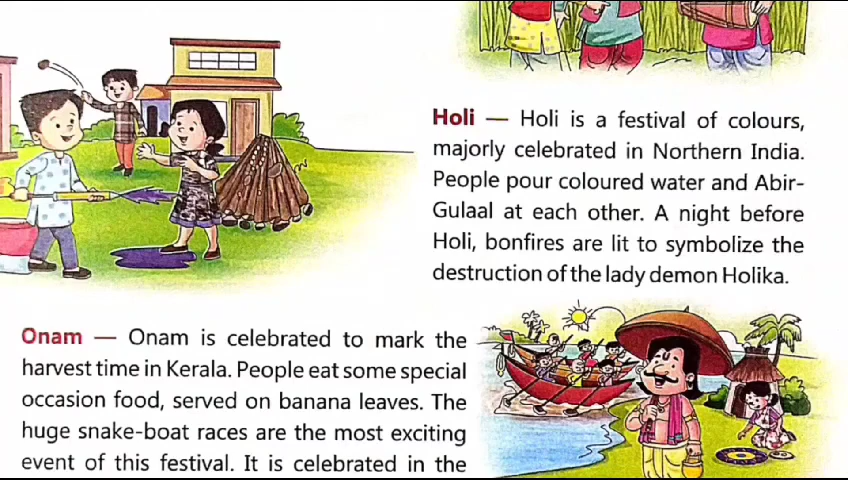 Holi — Holi is a festival of colours,
majorly celebrated in Northern India.
People pour coloured water and Abir-
Gulaal at each other. A night before
Holi, bonfires are lit to symbolize the
destruction of the lady demon Holika.
Onam — Onam is celebrated to mark the
harvest time in Kerala. People eat some special
occasion food, served on banana leaves. The
huge snake-boat races are the most exciting
event of this festival. It is celebrated in the